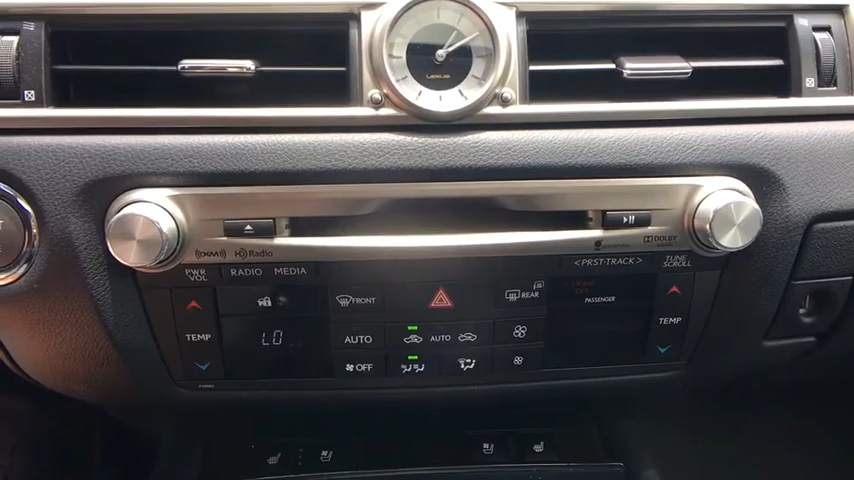 LEXUS
((XM))
HD Radio
DOLBY
PWR
VOL
RADIO MEDIA
<PRST·TRACK>
TUNE
SCROLL
FRONT
REAR
PASSENGER
TEMP
LO
AUTO
AUTO
TEMP
OFF